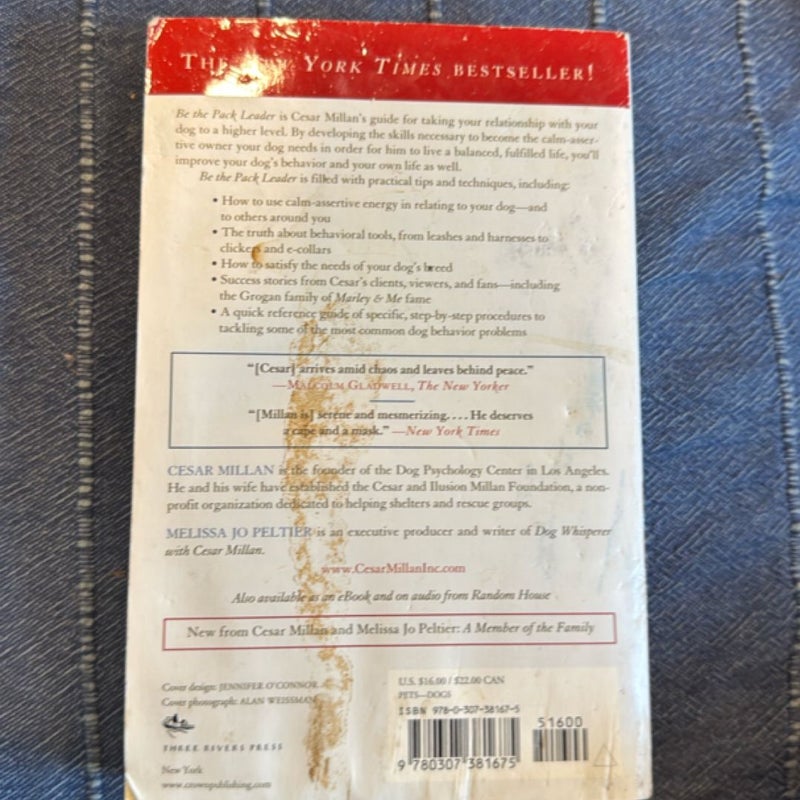 THE NEW YORK TIMES BESTSELLER!
Be the Pack Leader is Cesar Millan's guide for taking your relationship with your
dog to a higher level. By developing the skills necessary to become the calm-asser-
tive owner your dog needs in order for him to live a balanced, fulfilled life, you'll
improve your dog's behavior and your own life as well.
Be the Pack Leader is filled with practical tips and techniques, including:
• How to use calm-assertive energy in relating to your dog—and
to others around you
• The truth about behavioral tools, from leashes and harnesses to
clickers and e-collars
• How to satisfy the needs of your dog's breed
• Success stories from Cesar's clients, viewers, and fans—including
the Grogan family of Marley & Me fame
• A quick reference guide of specific, step-by-step procedures to
tackling some of the most common dog behavior problems
"[Cesar] arrives amid chaos and leaves behind peace."
—MALCOLM GLADWELL, The New Yorker
"[Millan is] serene and mesmerizing. . . . He deserves
a cape and a mask." —New York Times
CESAR MILLAN is the founder of the Dog Psychology Center in Los Angeles.
He and his wife have established the Cesar and Ilusion Millan Foundation, a non-
profit organization dedicated to helping shelters and rescue groups.
MELISSA JO PELTIER is an executive producer and writer of Dog Whisperer
with Cesar Millan.
www.CesarMillanInc.com
Also available as an eBook and on audio from Random House
New from Cesar Millan and Melissa Jo Peltier: A Member of the Family
Cover design: JENNIFER O'CONNOR
Cover photograph: ALAN WEISSMAN
THREE RIVERS PRESS
New York
www.crownpublishing.com
U.S. $16.00 / $22.00 CAN
PETS—DOGS
ISBN 978-0-307-38167-5
51600
9 780307 381675